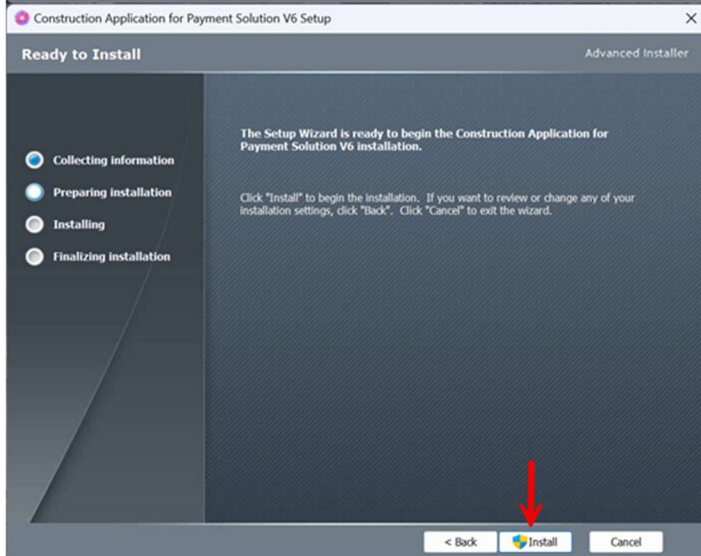 Construction Application for Payment Solution V6 Setup
Ready to Install
Advanced Installer
Collecting information
Preparing installation
Installing
Finalizing installation
The Setup Wizard is ready to begin the Construction Application for
Payment Solution V6 installation.
Click "Install" to begin the installation. If you want to review or change any of your
installation settings, click "Back". Click "Cancel" to exit the wizard.
< Back
Install
Cancel